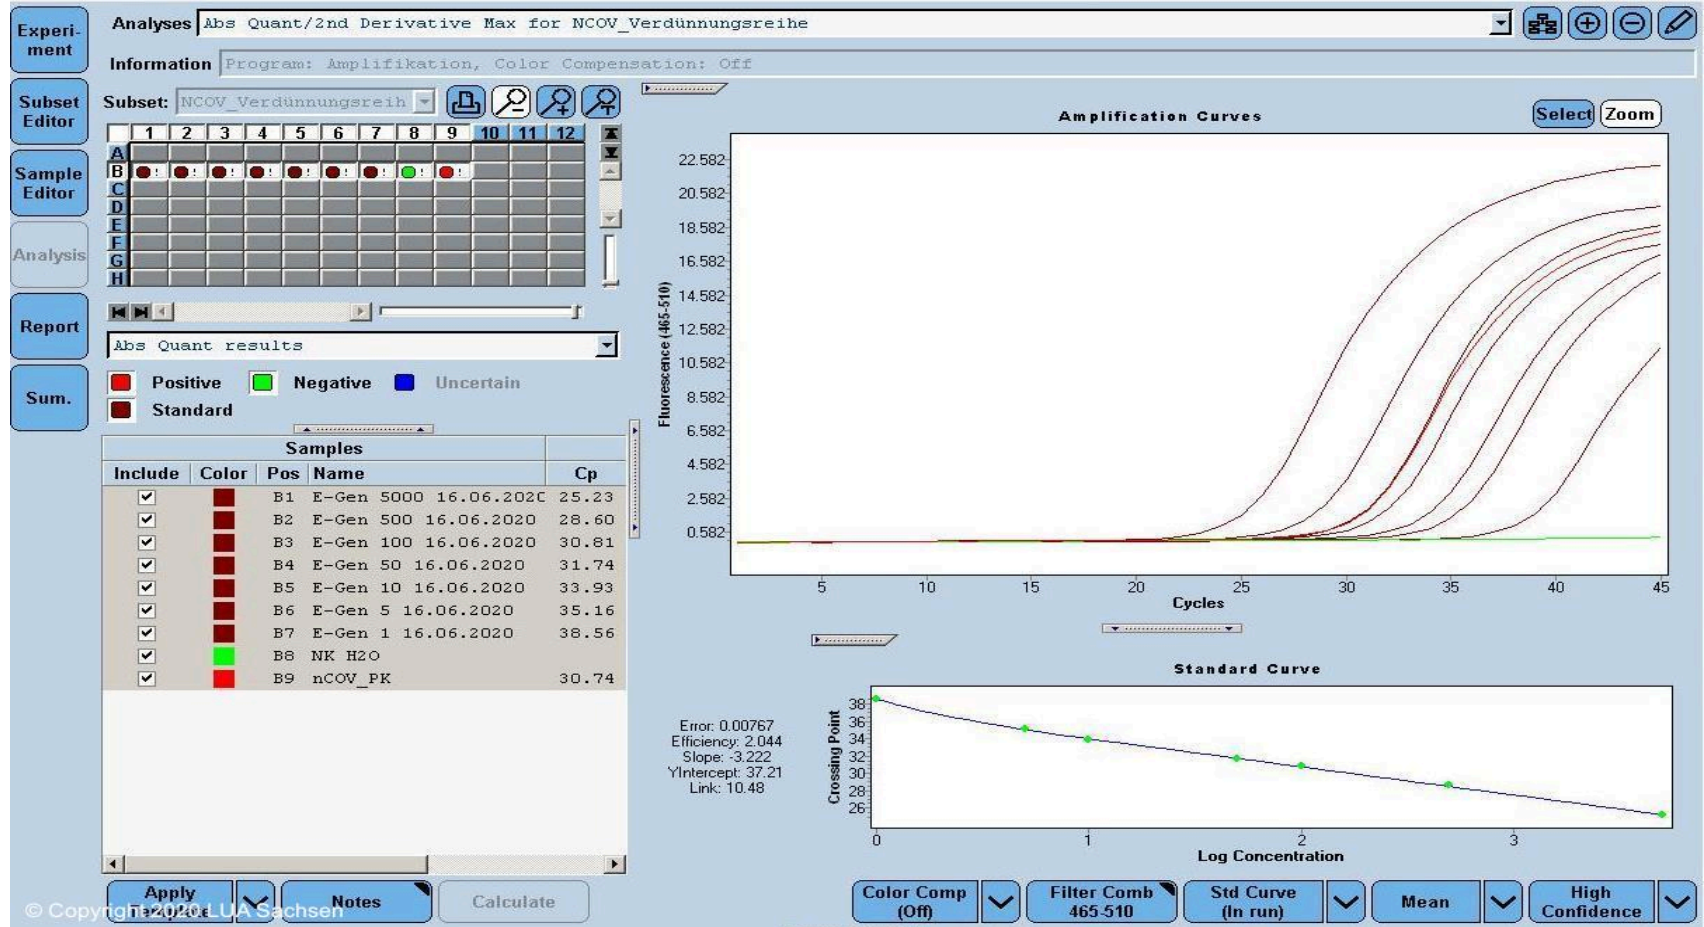 Experi-
ment
Analyses Abs Quant/2nd Derivative Max for NCOV_Verdünnungsreihe
Information Program: Amplifikation, Color Compensation: Off
Subset
Editor
Subset: NCOV_Verdünnungsreih
1 2 3 4 5 6 7 8 9 10 11 12
A
B ! ! ! ! ! ! ! ! !
C
D
E
F
G
H
Sample
Editor
Analysis
Report
Sum.
Abs Quant results
Positive Negative Uncertain
Standard
Samples
Include Color Pos Name Cp
B1 E-Gen 5000 16.06.202 25.23
B2 E-Gen 500 16.06.2020 28.60
B3 E-Gen 100 16.06.2020 30.81
B4 E-Gen 50 16.06.2020 31.74
B5 E-Gen 10 16.06.2020 33.93
B6 E-Gen 5 16.06.2020 35.16
B7 E-Gen 1 16.06.2020 38.56
B8 NK H2O
B9 nCOV_PK 30.74
Amplification Curves
Select Zoom
Fluorescence (465-510)
22.582
20.582
18.582
16.582
14.582
12.582
10.582
8.582
6.582
4.582
2.582
0.582
5 10 15 20 25 30 35 40 45
Cycles
Standard Curve
Error: 0.00767
Efficiency: 2.044
Slope: -3.222
YIntercept: 37.21
Link: 10.48
Crossing Point
38
36
34
32
30
28
26
0 1 2 3
Log Concentration
Apply
Template
Notes
Calculate
Color Comp
(Off)
Filter Comb
465-510
Std Curve
(In run)
Mean
High
Confidence
© Copyright 2020 LUA Sachsen